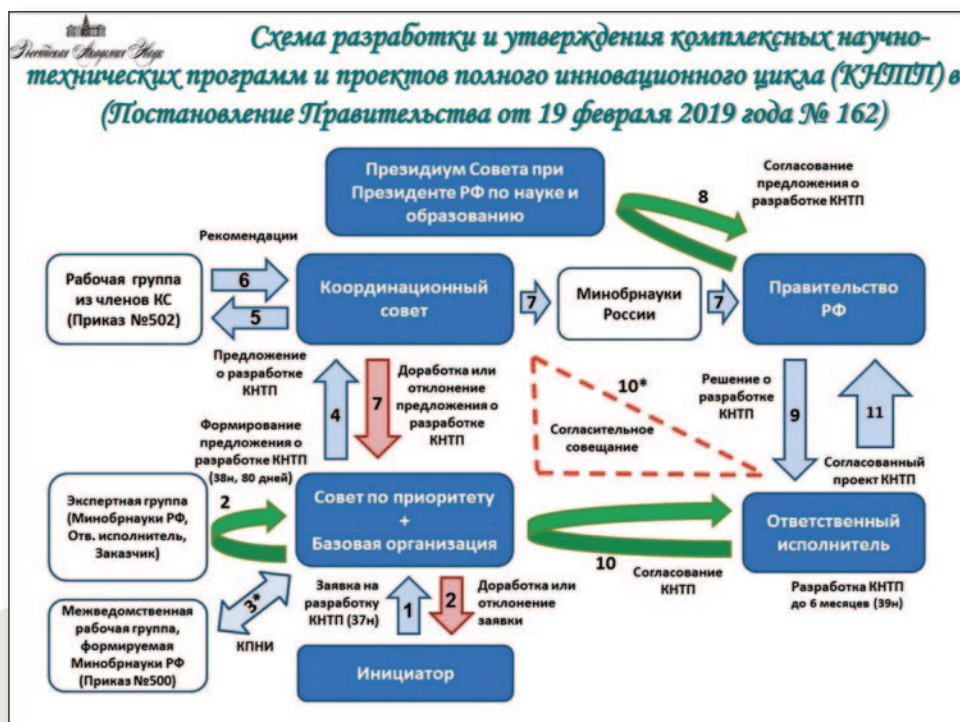 Российская Академия Наук
Схема разработки и утверждения комплексных научно-
технических программ и проектов полного инновационного цикла (КНТП) в
(Постановление Правительства от 19 февраля 2019 года № 162)
Президиум Совета при
Президенте РФ по науке и
образованию
8
Согласование
предложения о
разработке КНТП
Рекомендации
Рабочая группа
из членов КС
(Приказ №502)
6
5
Координационный
совет
7
Минобрнауки
России
7
Правительство
РФ
Предложение
о разработке
КНТП
4
7
Доработка или
отклонение
предложения о
разработке
КНТП
10*
Согласительное
совещание
Решение о
разработке
КНТП
9
11
Согласованный
проект КНТП
Формирование
предложения о
разработке КНТП
(38н, 80 дней)
Экспертная группа
(Минобрнауки РФ,
Отв. исполнитель,
Заказчик)
2
Совет по приоритету
+
Базовая организация
10
Согласование
КНТП
Ответственный
исполнитель
Разработка КНТП
до 6 месяцев (39н)
Межведомственная
рабочая группа,
формируемая
Минобрнауки РФ
(Приказ №500)
3*
КПНИ
Заявка на
разработку
КНТП (37н)
1
2
Доработка или
отклонение
заявки
Инициатор